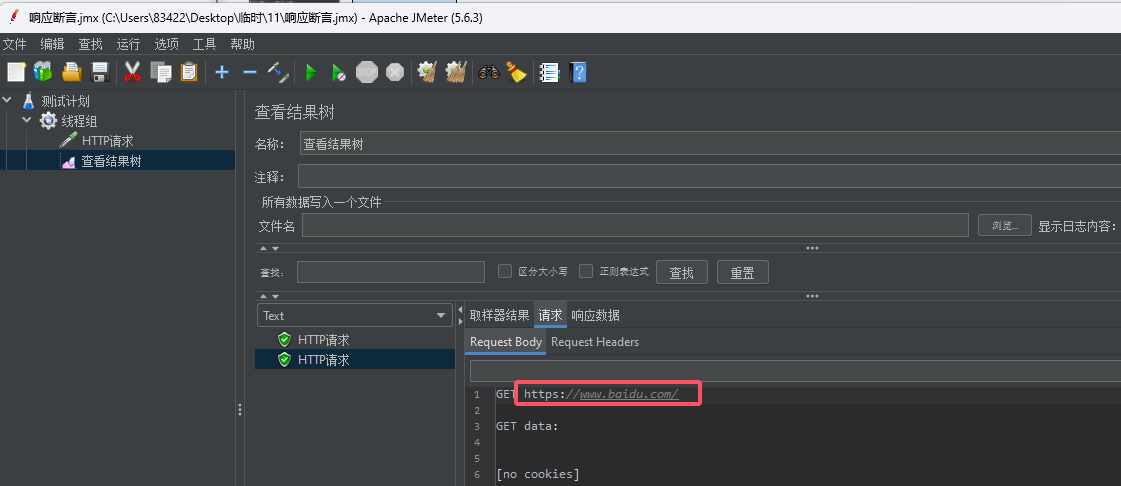 响应断言.jmx (C:\Users\83422\Desktop\临时\11\响应断言.jmx) - Apache JMeter (5.6.3)
文件 编辑 查找 运行 选项 工具 帮助
STOP
测试计划
线程组
HTTP请求
查看结果树
查看结果树
名称： 查看结果树
注释：
所有数据写入一个文件
文件名 浏览... 显示日志内容：
查找： 区分大小写 正则表达式 查找 重置
Text
HTTP请求
HTTP请求
取样器结果 请求 响应数据
Request Body Request Headers
1 GET https://www.baidu.com/
2
3 GET data:
4
5
6 [no cookies]